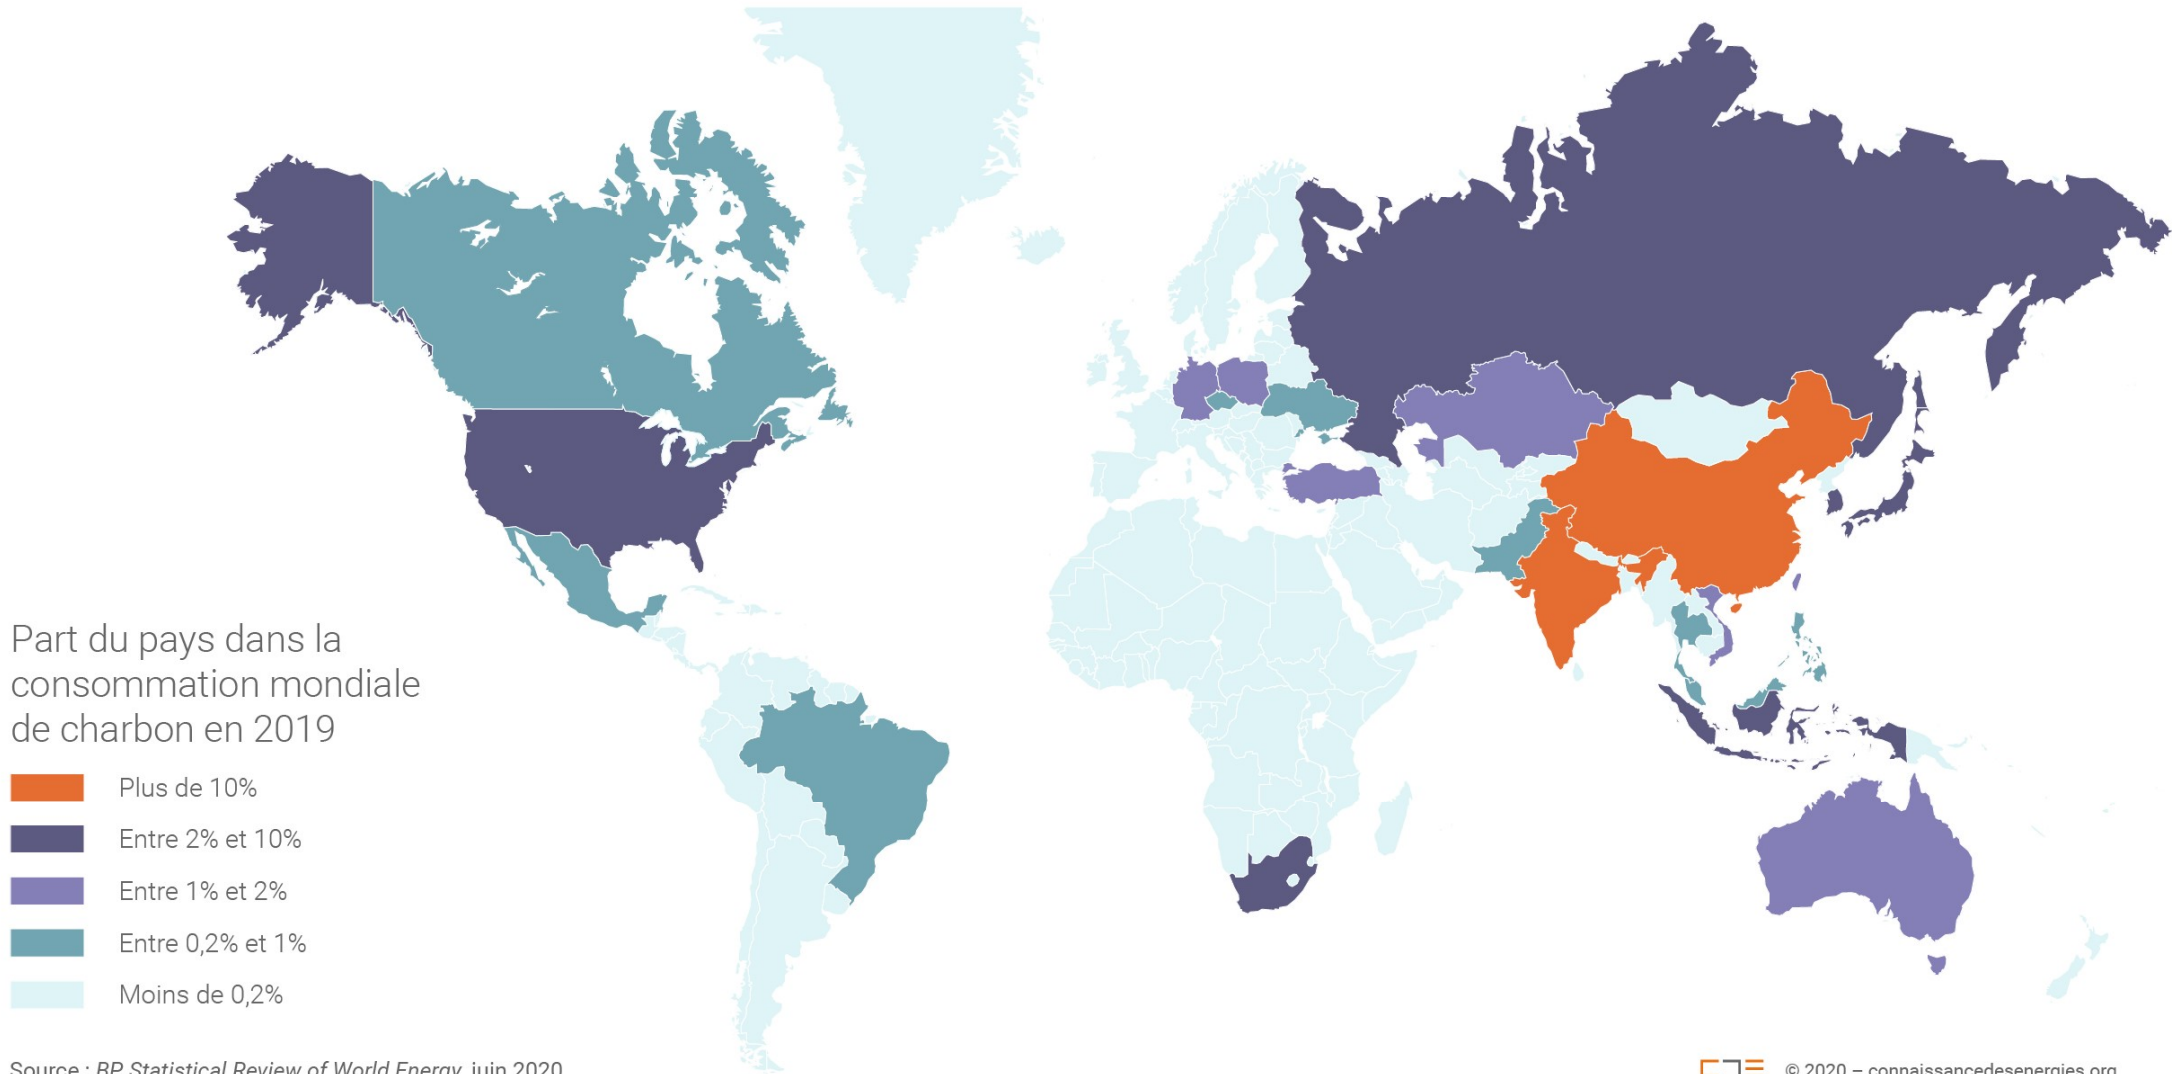 Part du pays dans la
consommation mondiale
de charbon en 2019
Plus de 10%
Entre 2% et 10%
Entre 1% et 2%
Entre 0,2% et 1%
Moins de 0,2%
Source : BP Statistical Review of World Energy, juin 2020
© 2020 – connaissancedesenergies.org